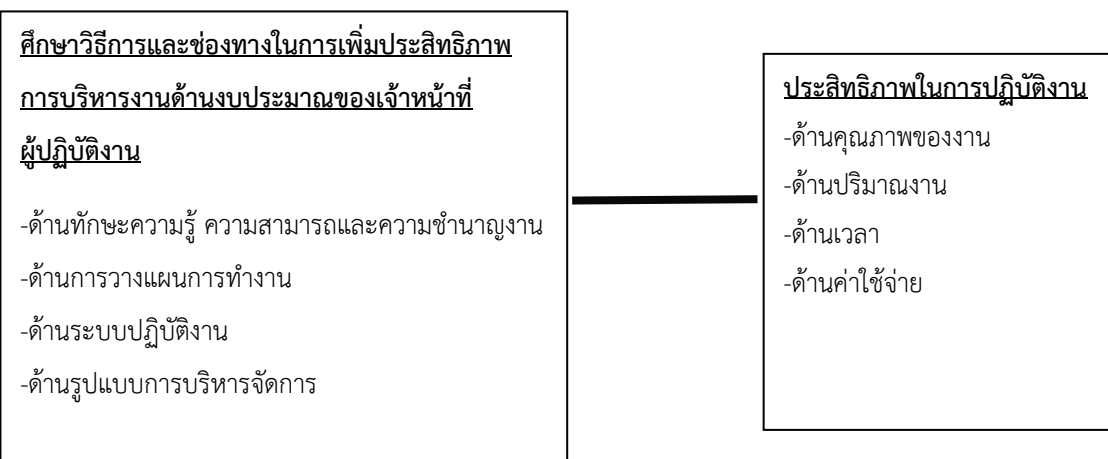 ศึกษาวิธีการและช่องทางในการเพิ่มประสิทธิภาพ
การบริหารงานด้านงบประมาณของเจ้าหน้าที่
ผู้ปฏิบัติงาน
-ด้านทักษะความรู้ ความสามารถและความชำนาญงาน
-ด้านการวางแผนการทำงาน
-ด้านระบบปฏิบัติงาน
-ด้านรูปแบบการบริหารจัดการ
ประสิทธิภาพในการปฏิบัติงาน
-ด้านคุณภาพของงาน
-ด้านปริมาณงาน
-ด้านเวลา
-ด้านค่าใช้จ่าย